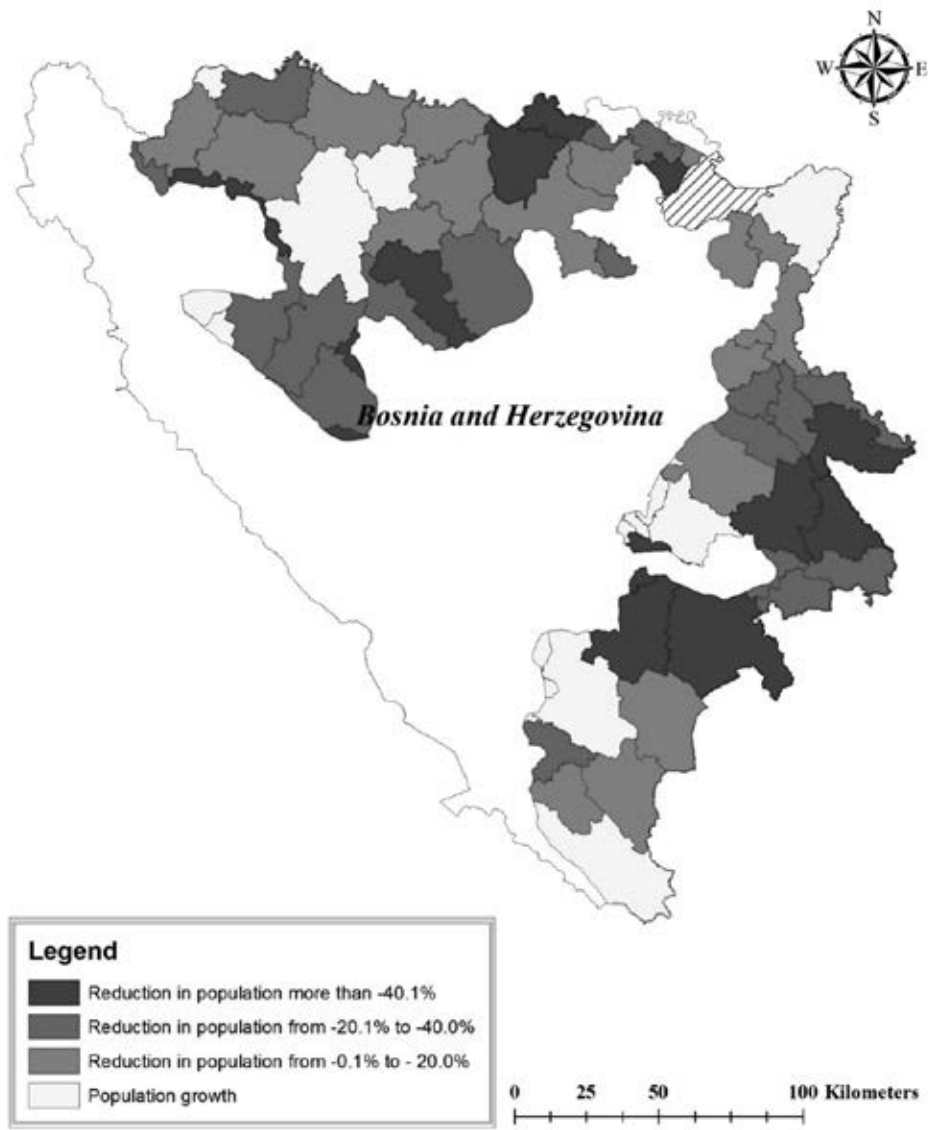 N
W E
S
Bosnia and Herzegovina
Legend
Reduction in population more than -40.1%
Reduction in population from -20.1% to -40.0%
Reduction in population from -0.1% to - 20.0%
Population growth
0 25 50 100 Kilometers